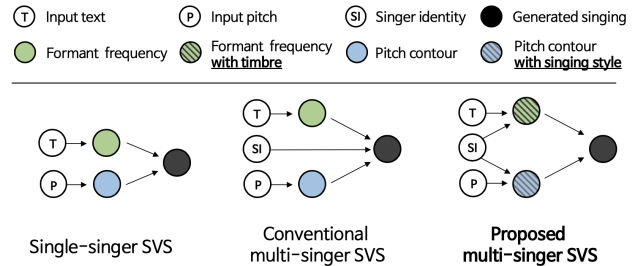 T Input text P Input pitch SI Singer identity Generated singing
Formant frequency Formant frequency with timbre Pitch contour Pitch contour with singing style
T T T
SI SI
P P P
Single-singer SVS
Conventional multi-singer SVS
Proposed multi-singer SVS